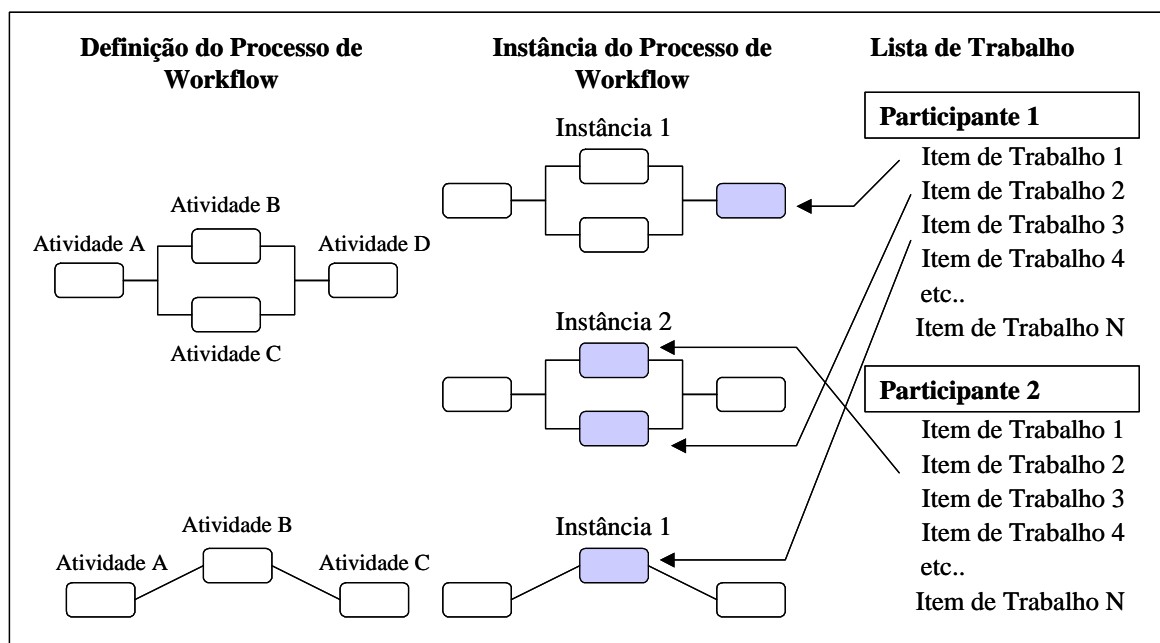 Definição do Processo de
Workflow
Instância do Processo de
Workflow
Lista de Trabalho
Atividade A
Atividade B
Atividade C
Atividade D
Atividade A
Atividade B
Atividade C
Instância 1
Instância 2
Instância 1
Participante 1
Item de Trabalho 1
Item de Trabalho 2
Item de Trabalho 3
Item de Trabalho 4
etc..
Item de Trabalho N
Participante 2
Item de Trabalho 1
Item de Trabalho 2
Item de Trabalho 3
Item de Trabalho 4
etc..
Item de Trabalho N